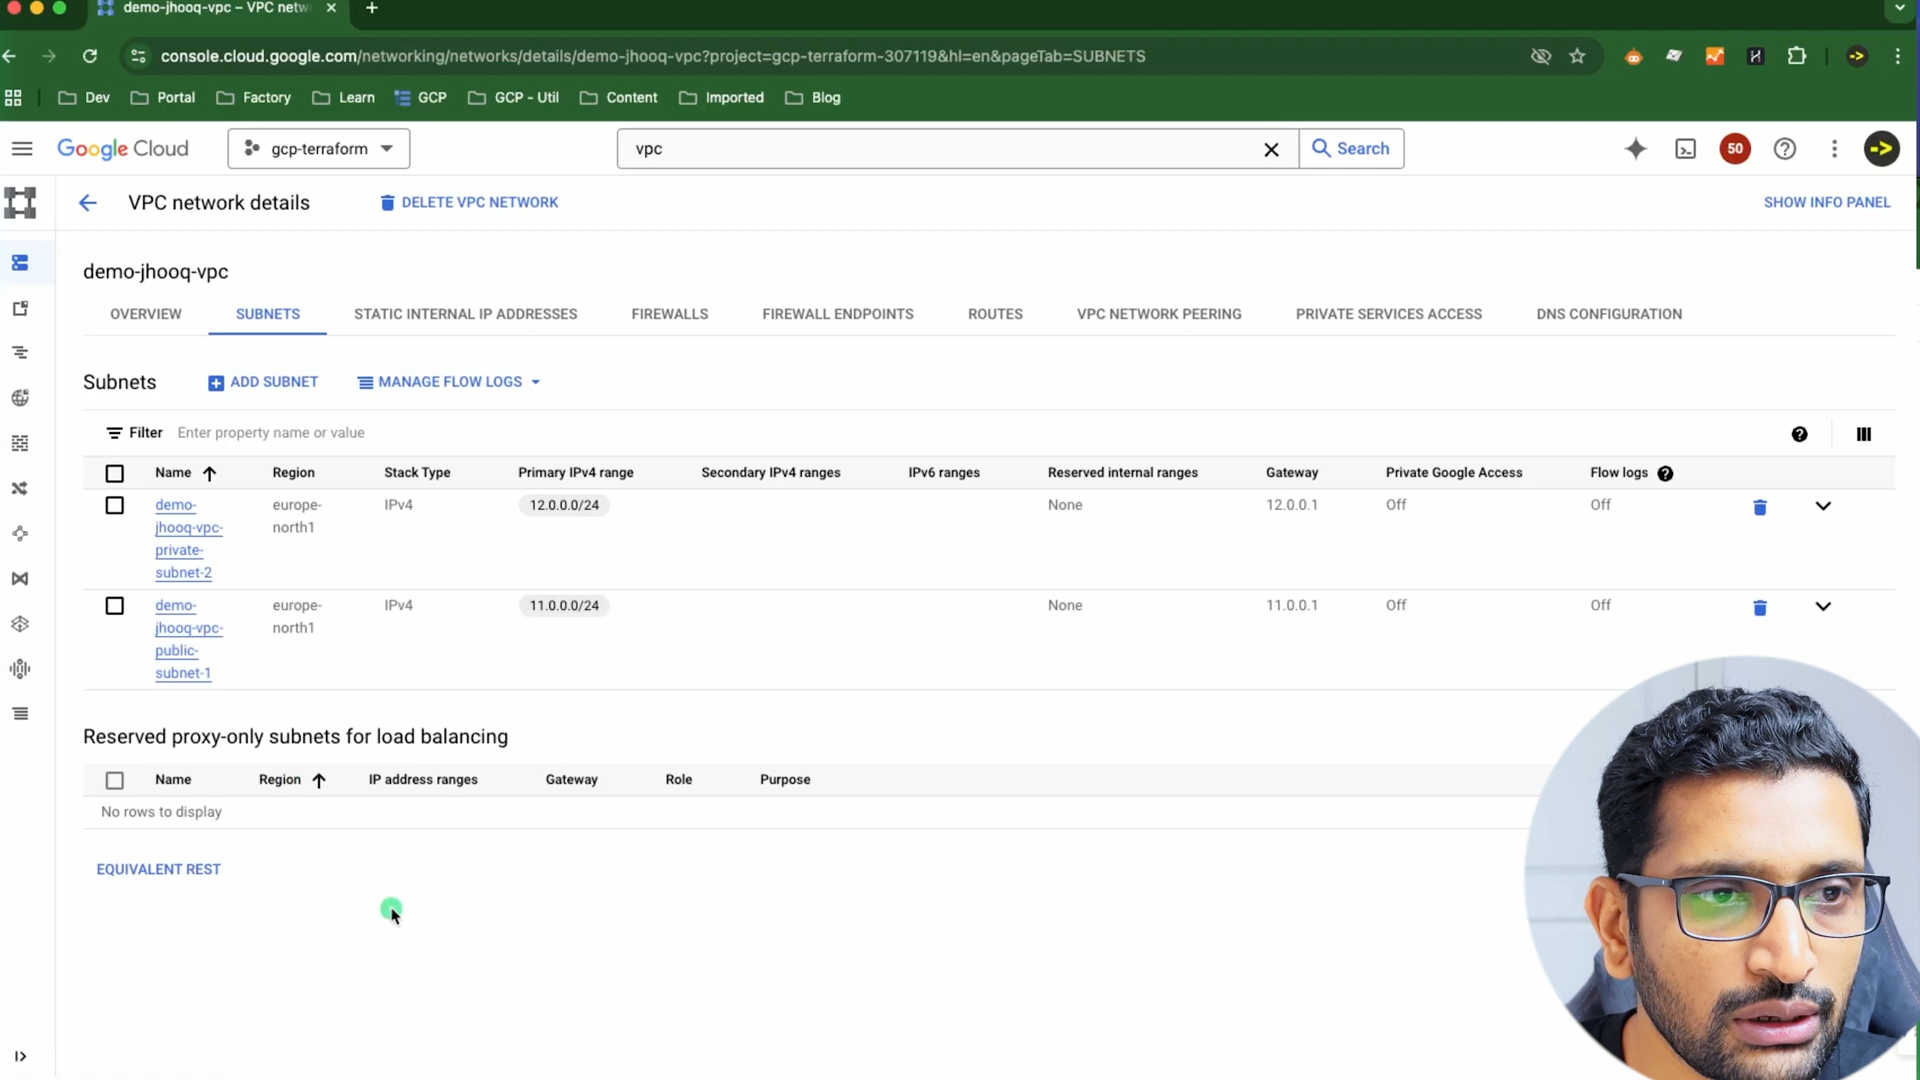 demo-jhooq-vpc – VPC netw
console.cloud.google.com/networking/networks/details/demo-jhooq-vpc?project=gcp-terraform-307119&hl=en&pageTab=SUBNETS
Dev Portal Factory Learn GCP GCP - Util Content Imported Blog
Google Cloud gcp-terraform vpc Search 50
VPC network details DELETE VPC NETWORK SHOW INFO PANEL
demo-jhooq-vpc
OVERVIEW SUBNETS STATIC INTERNAL IP ADDRESSES FIREWALLS FIREWALL ENDPOINTS ROUTES VPC NETWORK PEERING PRIVATE SERVICES ACCESS DNS CONFIGURATION
Subnets ADD SUBNET MANAGE FLOW LOGS
Filter Enter property name or value
Name Region Stack Type Primary IPv4 range Secondary IPv4 ranges IPv6 ranges Reserved internal ranges Gateway Private Google Access Flow logs
demo- europe- IPv4 12.0.0.0/24 None 12.0.0.1 Off Off
jhooq-vpc- north1
private-
subnet-2
demo- europe- IPv4 11.0.0.0/24 None 11.0.0.1 Off Off
jhooq-vpc- north1
public-
subnet-1
Reserved proxy-only subnets for load balancing
Name Region IP address ranges Gateway Role Purpose
No rows to display
EQUIVALENT REST